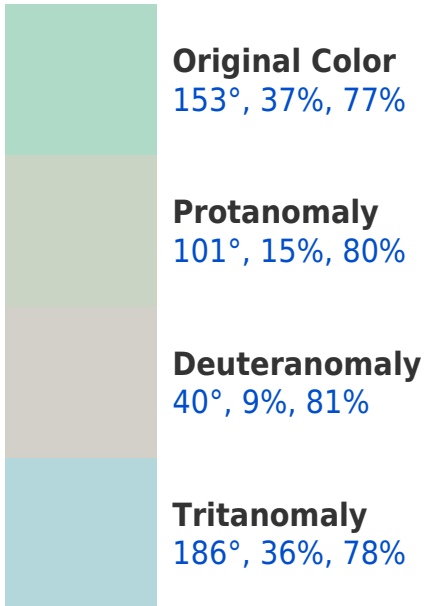 Original Color
153°, 37%, 77%
Protanomaly
101°, 15%, 80%
Deuteranomaly
40°, 9%, 81%
Tritanomaly
186°, 36%, 78%